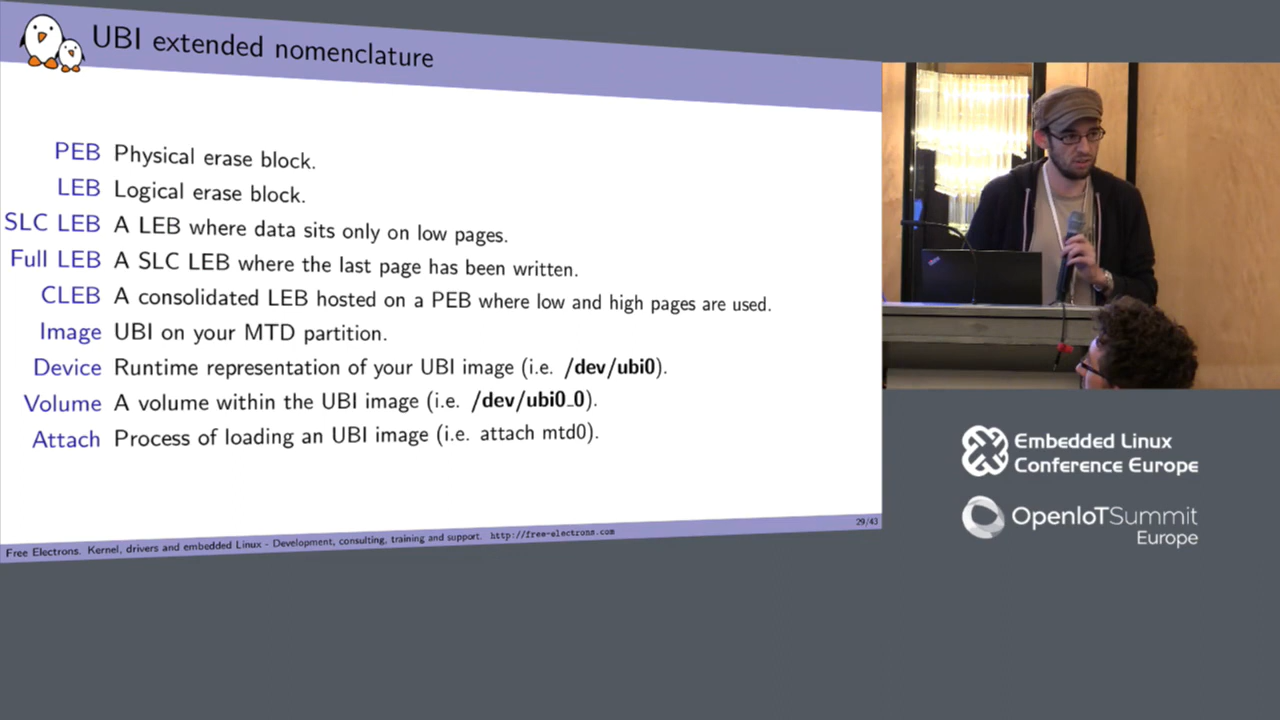 UBI extended nomenclature
PEB Physical erase block.
LEB Logical erase block.
SLC LEB A LEB where data sits only on low pages.
Full LEB A SLC LEB where the last page has been written.
CLEB A consolidated LEB hosted on a PEB where low and high pages are used.
Image UBI on your MTD partition.
Device Runtime representation of your UBI image (i.e. /dev/ubi0).
Volume A volume within the UBI image (i.e. /dev/ubi0_0).
Attach Process of loading an UBI image (i.e. attach mtd0).
29/43
Free Electrons. Kernel, drivers and embedded Linux - Development, consulting, training and support. http://free-electrons.com
Embedded Linux
Conference Europe
OpenIoTSummit
Europe